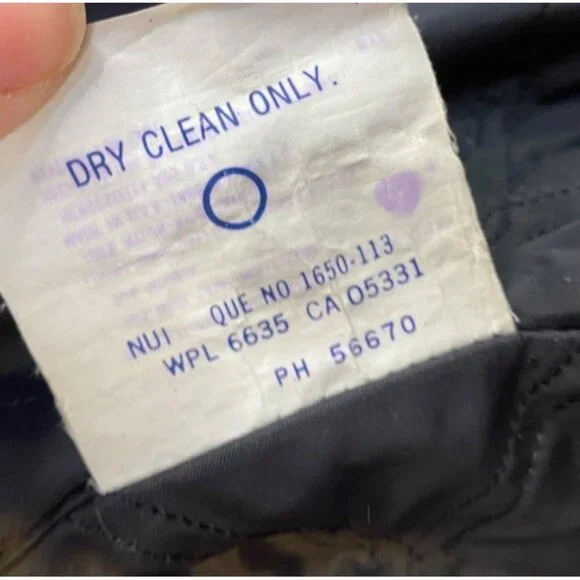 DRY CLEAN ONLY.
NUI QUE NO 1650-113
WPL 6635 CA 05331
PH 56670